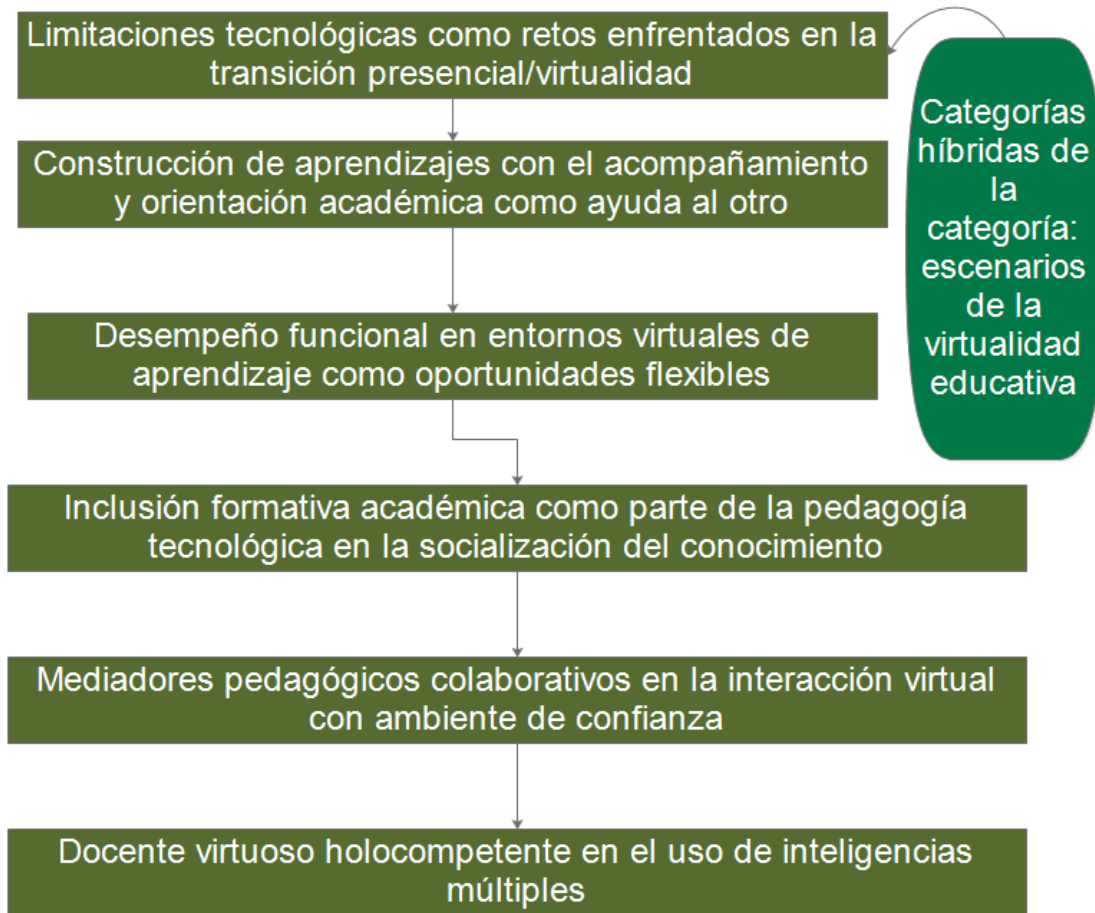 Limitaciones tecnológicas como retos enfrentados en la
transición presencial/virtualidad
Categorías
híbridas de
la
categoría:
escenarios
de la
virtualidad
educativa
Construcción de aprendizajes con el acompañamiento
y orientación académica como ayuda al otro
Desempeño funcional en entornos virtuales de
aprendizaje como oportunidades flexibles
Inclusión formativa académica como parte de la pedagogía
tecnológica en la socialización del conocimiento
Mediadores pedagógicos colaborativos en la interacción virtual
con ambiente de confianza
Docente virtuoso holocompetente en el uso de inteligencias
múltiples